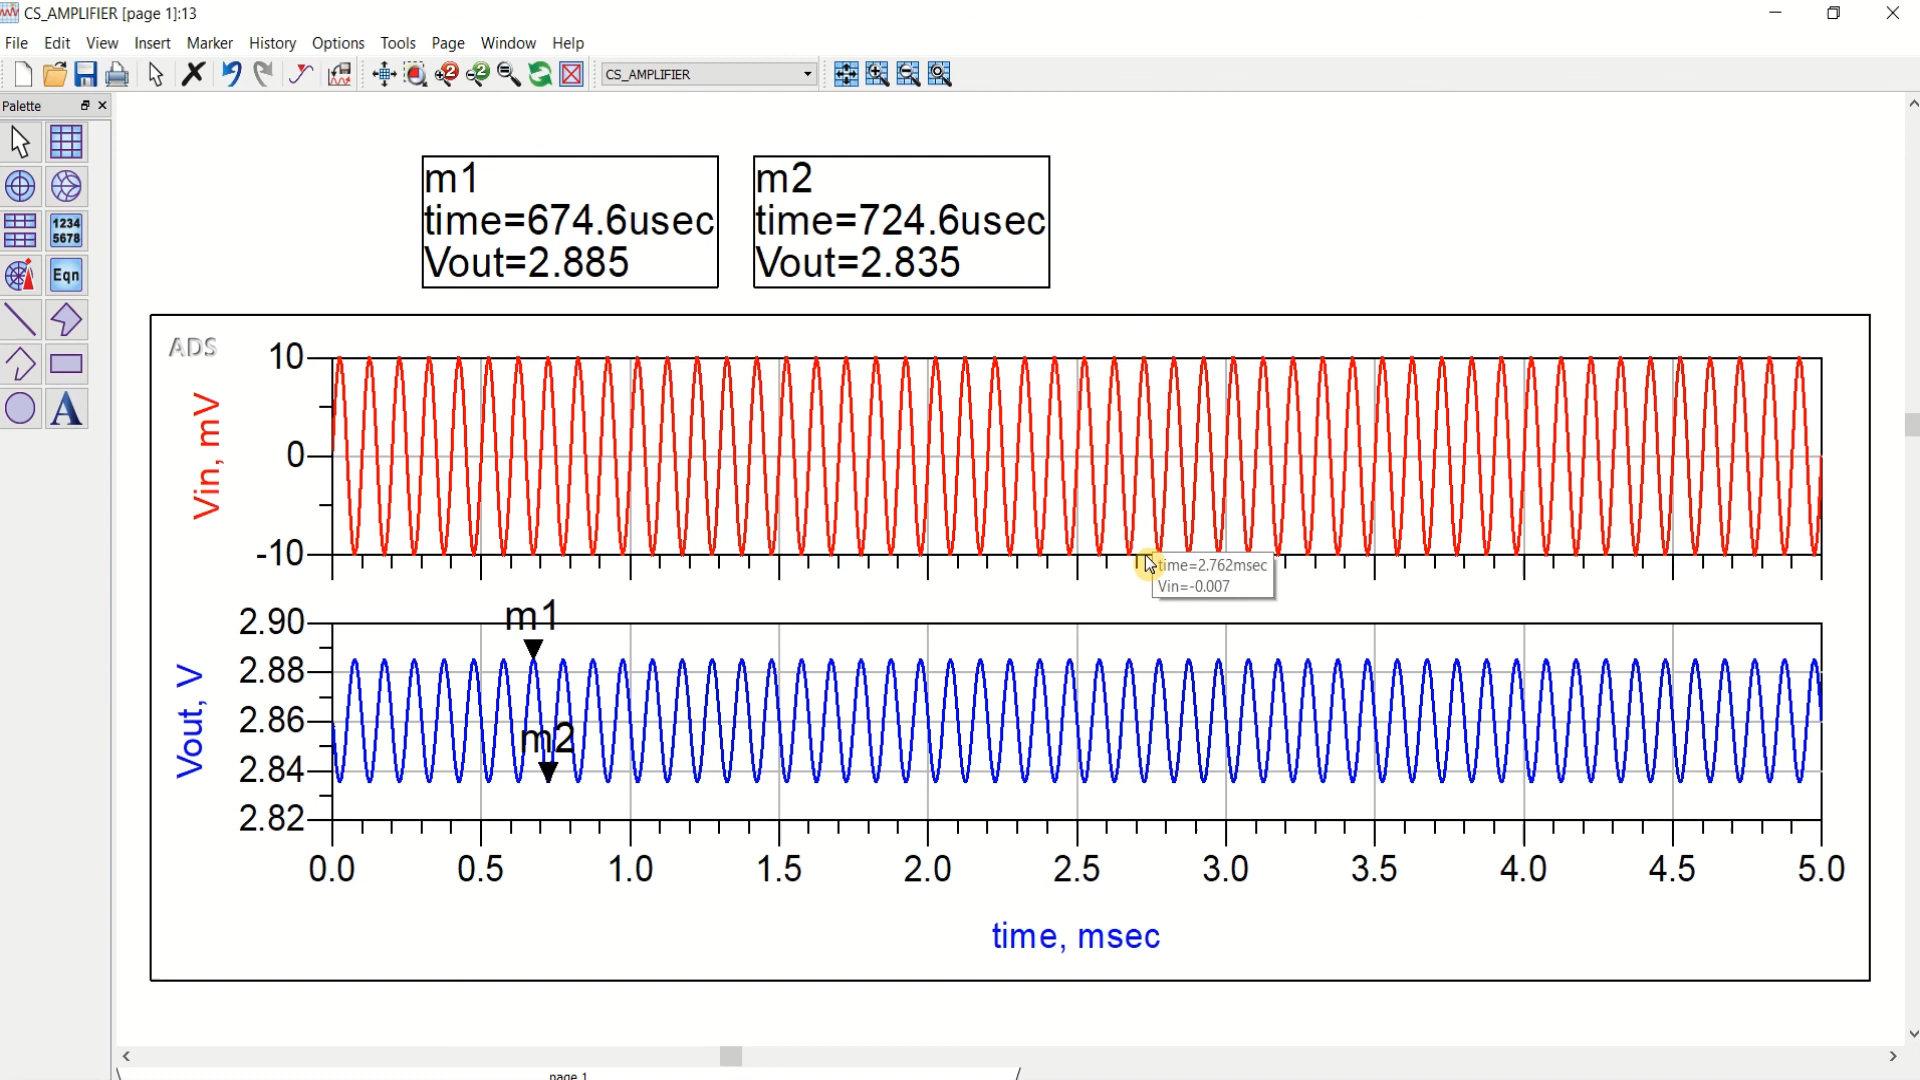 CS_AMPLIFIER [page 1]:13
File Edit View Insert Marker History Options Tools Page Window Help
CS_AMPLIFIER
Palette
1234
5678
Eqn
A
m1
time=674.6usec
Vout=2.885
m2
time=724.6usec
Vout=2.835
ADS
10
0
-10
Vin, mV
time=2.762msec
Vin=-0.007
m1
m2
2.90
2.88
2.86
2.84
2.82
Vout, V
0.0 0.5 1.0 1.5 2.0 2.5 3.0 3.5 4.0 4.5 5.0
time, msec
page 1